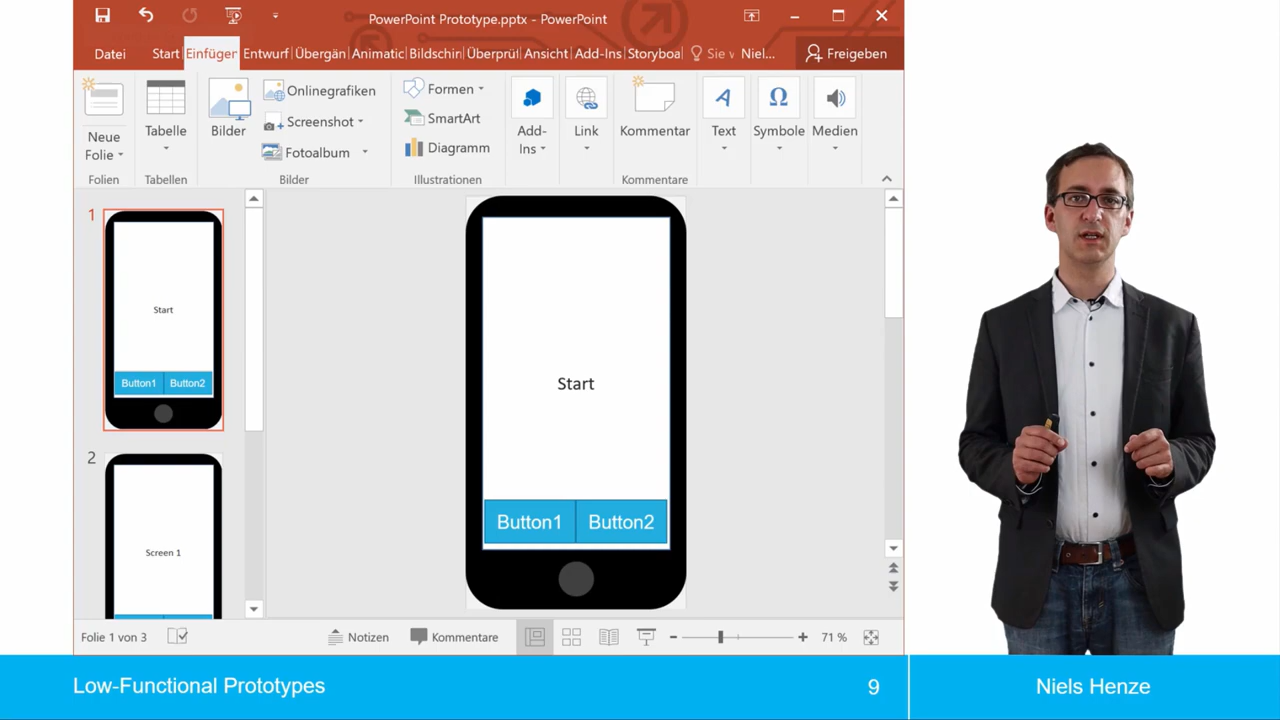 PowerPoint Prototype.pptx - PowerPoint
Datei Start Einfüger Entwurf Übergän Animatic Bildschin Überprüf Ansicht Add-Ins Storyboa Sie v Niel... Freigeben
Neue Folie
Tabelle
Bilder
Onlinegrafiken
Screenshot
Fotoalbum
Formen
SmartArt
Diagramm
Add-Ins
Link
Kommentar
Text
Symbole
Medien
Folien Tabellen Bilder Illustrationen Kommentare
1
Start
Button1 Button2
2
Screen 1
Start
Button1 Button2
Folie 1 von 3 Notizen Kommentare 71 %
Low-Functional Prototypes 9 Niels Henze